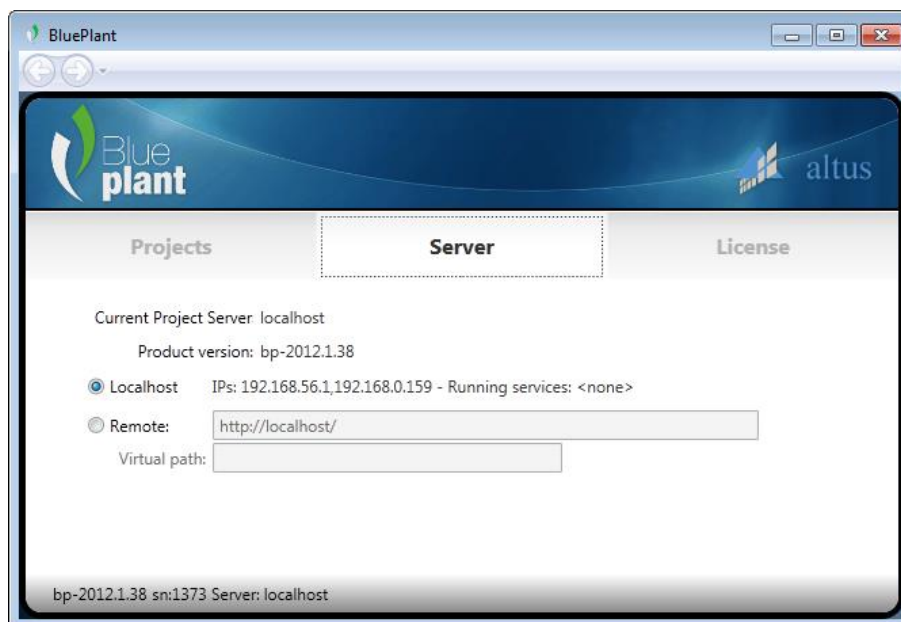 BluePlant
Blue
plant
altus
Projects Server License
Current Project Server localhost
Product version: bp-2012.1.38
Localhost IPs: 192.168.56.1,192.168.0.159 - Running services: <none>
Remote: http://localhost/
Virtual path:
bp-2012.1.38 sn:1373 Server: localhost